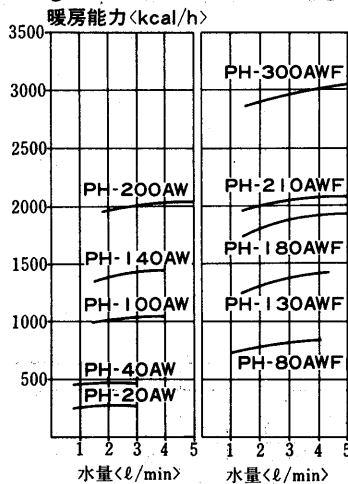 暖房能力<kcal/h>
3500
3000
2500
2000
1500
1000
500
PH-200AW
PH-140AW
PH-100AW
PH-40AW
PH-20AW
1 2 3 4 5
水量<ℓ/min>
PH-300AWF
PH-210AWF
PH-180AWF
PH-130AWF
PH-80AWF
1 2 3 4 5
水量<ℓ/min>